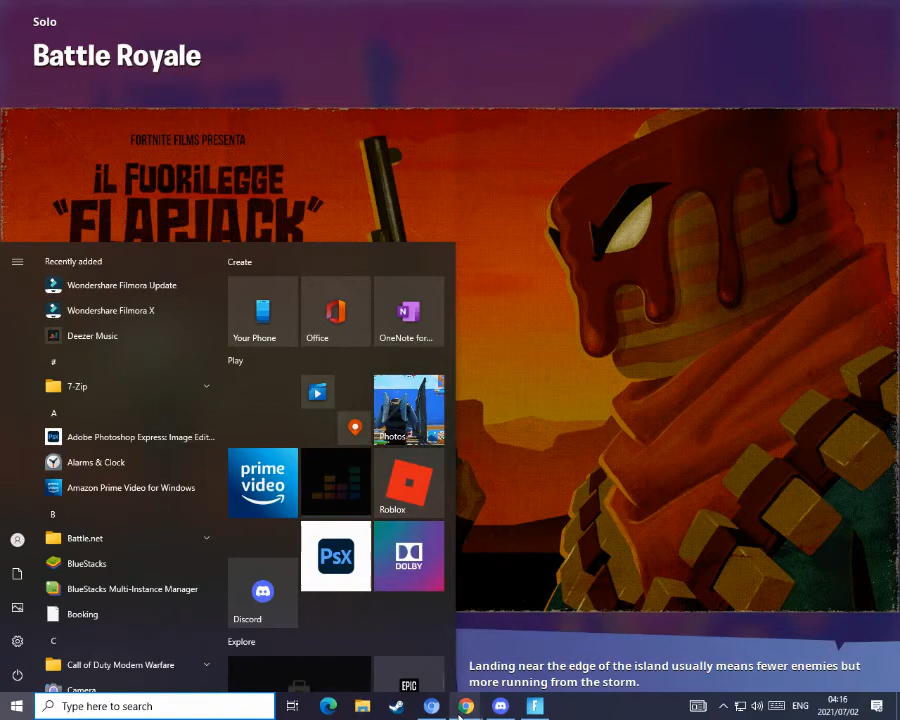 Solo
Battle Royale
FORTNITE FILMS PRESENTA
iL FUORILEGGE
"FLAPJACK"
Recently added
Wondershare Filmora Update
Wondershare Filmora X
Deezer Music
#
7-Zip
A
Adobe Photoshop Express: Image Edit...
Alarms & Clock
Amazon Prime Video for Windows
B
Battle.net
BlueStacks
BlueStacks Multi-Instance Manager
Booking
C
Call of Duty Modern Warfare
Camera
Create
Your Phone
Office
N
OneNote for...
Play
Photos
prime video
Roblox
PsX
DOLBY
Discord
Explore
EPIC
Landing near the edge of the island usually means fewer enemies but
more running from the storm.
Type here to search
ENG
04:16
2021/07/02